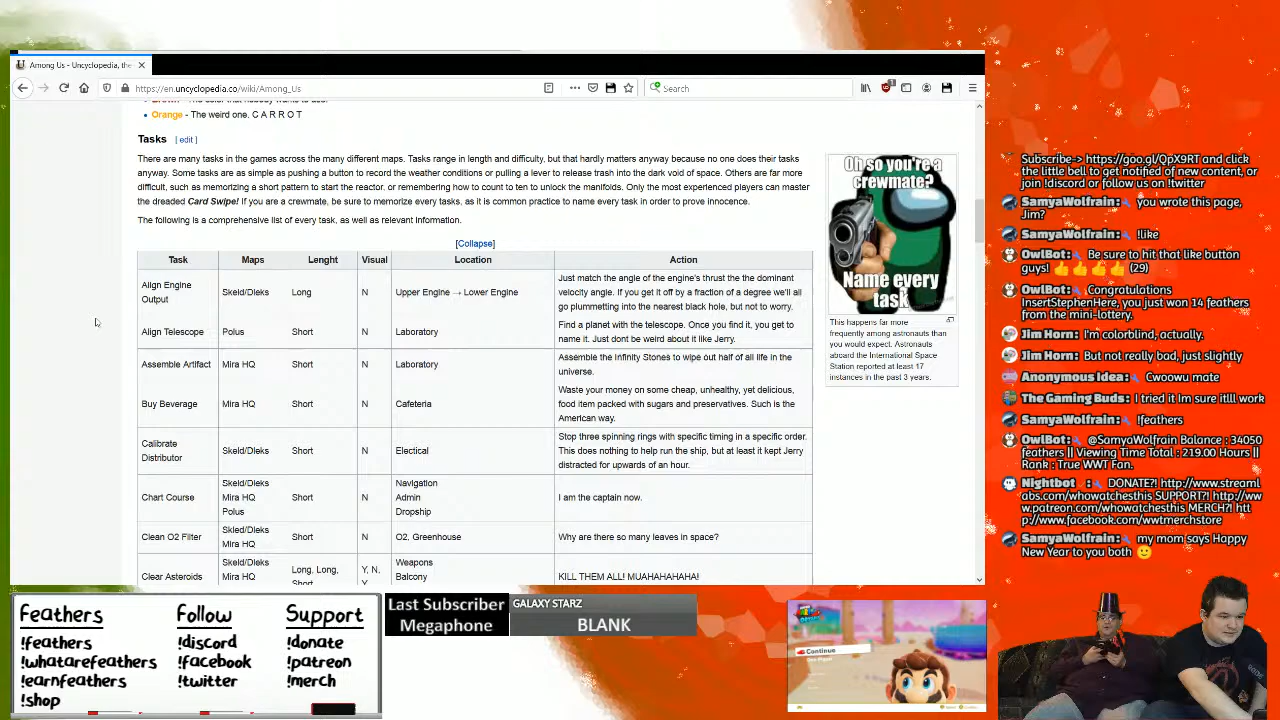 Among Us - Uncyclopedia, the
https://en.uncyclopedia.co/wiki/Among_Us
Search
Orange - The weird one. C A R R O T
Tasks [ edit ]
There are many tasks in the games across the many different maps. Tasks range in length and difficulty, but that hardly matters anyway because no one does their tasks
anyway. Some tasks are as simple as pushing a button to record the weather conditions or pulling a lever to release trash into the dark void of space. Others are far more
difficult, such as memorizing a short pattern to start the reactor, or remembering how to count to ten to unlock the manifolds. Only the most experienced players can master
the dreaded Card Swipe! If you are a crewmate, be sure to memorize every tasks, as it is common practice to name every task in order to prove innocence.
The following is a comprehensive list of every task, as well as relevant information.
[Collapse]
Task Maps Lenght Visual Location Action
Align Engine
Output
Skeld/Dleks Long N Upper Engine → Lower Engine
Just match the angle of the engine's thrust the the dominant
velocity angle. If you get it off by a fraction of a degree we'll all
go plummetting into the nearest black hole, but not to worry.
Align Telescope Polus Short N Laboratory
Find a planet with the telescope. Once you find it, you get to
name it. Just dont be weird about it like Jerry.
Assemble Artifact Mira HQ Short N Laboratory
Assemble the Infinity Stones to wipe out half of all life in the
universe.
Buy Beverage Mira HQ Short N Cafeteria
Waste your money on some cheap, unhealthy, yet delicious,
food item packed with sugars and preservatives. Such is the
American way.
Calibrate
Distributor
Skeld/Dleks Short N Electical
Stop three spinning rings with specific timing in a specific order.
This does nothing to help run the ship, but at least it kept Jerry
distracted for upwards of an hour.
Chart Course
Skeld/Dleks
Mira HQ
Polus
Short N
Navigation
Admin
Dropship
I am the captain now.
Clean O2 Filter
Skled/Dleks
Mira HQ
Short N O2, Greenhouse Why are there so many leaves in space?
Clear Asteroids
Skeld/Dleks
Mira HQ
Long, Long,
Short
Y, N,
Y
Weapons
Balcony
KILL THEM ALL! MUAHAHAHAHA!
Oh so you're a
crewmate?
Name every
task
This happens far more
frequently among astronauts than
you would expect. Astronauts
aboard the International Space
Station reported at least 17
instances in the past 3 years.
Subscribe-> https://goo.gl/QpX9RT and click
the little bell to get notified of new content, or
join !discord or follow us on !twitter
SamyaWolfrain: you wrote this page,
Jim?
SamyaWolfrain: !like
OwlBot: Be sure to hit that like button
guys! 👍👍👍👍 (29)
OwlBot: Congratulations
InsertStephenHere, you just won 14 feathers
from the mini-lottery.
Jim Horn: I'm colorblind, actually.
Jim Horn: But not really bad, just slightly
Anonymous Idea: Cwoowu mate
The Gaming Buds: I tried it Im sure itlll work
SamyaWolfrain: !feathers
OwlBot: @SamyaWolfrain Balance : 34050
feathers || Viewing Time Total : 219.00 Hours ||
Rank : True WWT Fan.
Nightbot : DONATE?! http://www.streaml
abs.com/whowatchesthis SUPPORT?! http://ww
w.patreon.com/whowatchesthis MERCH?! htt
p://www.facebook.com/wwtmerchstore
SamyaWolfrain: my mom says Happy
New Year to you both 🙂
Feathers
!feathers
!whatarefeathers
!learnfeathers
!shop
Follow
!discord
!facebook
!twitter
Support
!donate
!patreon
!merch
Last Subscriber
Megaphone
GALAXY STARZ
BLANK
Continue